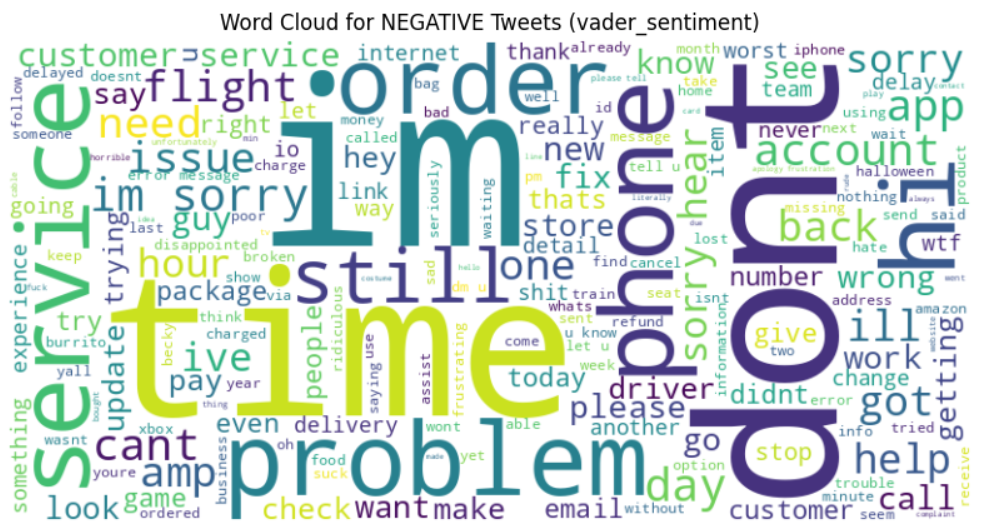 Word Cloud for NEGATIVE Tweets (vader_sentiment)
customer service
u
internet
thank
already
month
worst
iphone
know
see
sorry
delayed
doesnt
say
flight
order
bag
well
please tell
take
home
team
delay
follow
someone
need
right
let
money
bad
id
really
card
using
app
contact
play
unfortunately
min
called
hey
io
new
message
never
next
wait
service
horrible
issue
charge
im
seriously
waiting
line
tell u
item
account
halloween
product
error message
link
fix
pm
phone
hear
dont
apology frustration
rude
nothing
always
cable
going
im sorry
way
thats
literally
missing
send
said
last
guy
poor
store
due
back
hi
hate
wtf
idea
disappointed
detail
lost
experience
keep
trying
hour
broken
still
sad
hello
one
find
cancel
sorry
number
wrong
isnt
went
fuck
package
via
show
costume
dm u
shit
train
seat
information
address
amazon
try
update
think
people
ridiculous
whats
sent
refund
give
ill
burrito
charged
time
come
u know
let u
two
work
website
getting
yall
becky
ive
saying
use
assist
frustrating
week
today
driver
change
bought
pay
year
didnt
error
got
something
thing
please
another
wasnt
cant
xbox
even
delivery
wont
able
go
stop
info
tried
youre
amp
business
oh
problem
made
yet
option
help
receive
food
suck
day
trouble
look
game
ordered
check
want
make
email
without
customer
minute
seem
call
complaint